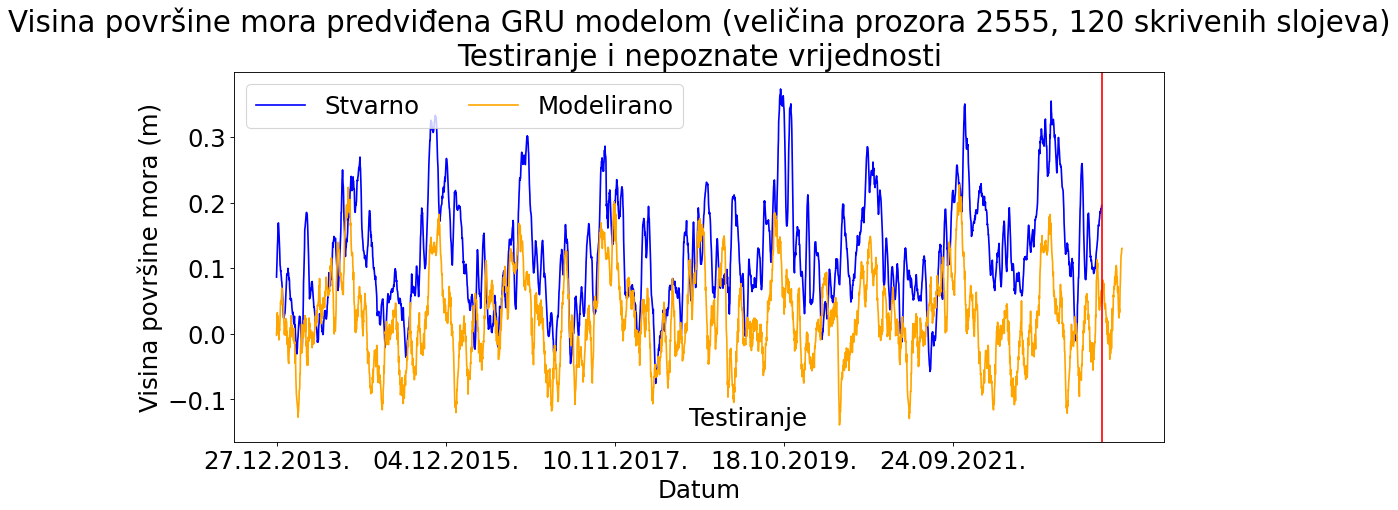 Visina površine mora predviđena GRU modelom (veličina prozora 2555, 120 skrivenih slojeva)
Testiranje i nepoznate vrijednosti
Stvarno
Modelirano
Visina površine mora (m)
0.3
0.2
0.1
0.0
−0.1
Testiranje
27.12.2013.
04.12.2015.
10.11.2017.
18.10.2019.
24.09.2021.
Datum